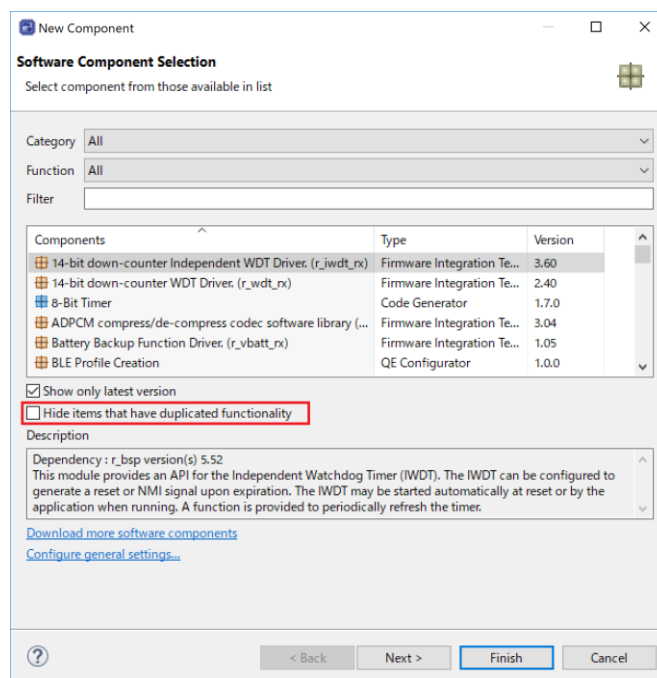 New Component
Software Component Selection
Select component from those available in list
Category All
Function All
Filter
Components Type Version
14-bit down-counter Independent WDT Driver. (r_iwdt_rx) Firmware Integration Te... 3.60
14-bit down-counter WDT Driver. (r_wdt_rx) Firmware Integration Te... 2.40
8-Bit Timer Code Generator 1.7.0
ADPCM compress/de-compress codec software library (... Firmware Integration Te... 3.04
Battery Backup Function Driver. (r_vbatt_rx) Firmware Integration Te... 1.05
BLE Profile Creation QE Configurator 1.0.0
Show only latest version
Hide items that have duplicated functionality
Description
Dependency : r_bsp version(s) 5.52
This module provides an API for the Independent Watchdog Timer (IWDT). The IWDT can be configured to
generate a reset or NMI signal upon expiration. The IWDT may be started automatically at reset or by the
application when running. A function is provided to periodically refresh the timer.
Download more software components
Configure general settings...
? < Back Next > Finish Cancel